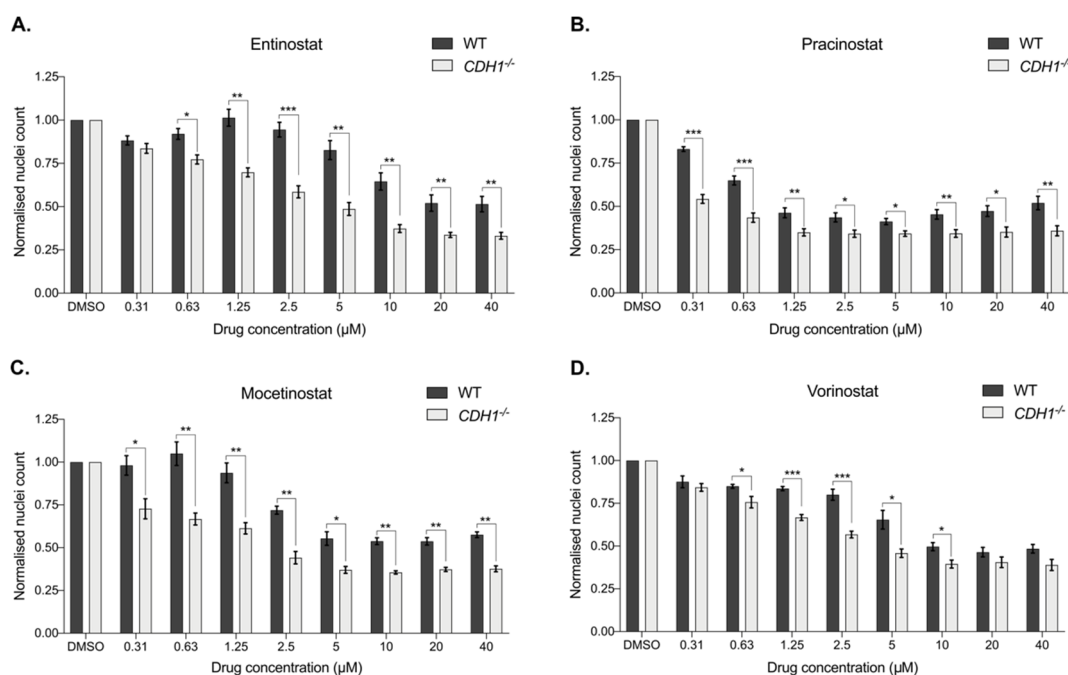 A.
Entinostat
WT
CDH1-/-
Normalised nuclei count
1.25
1.00
0.75
0.50
0.25
0.00
*
**
***
**
**
**
**
DMSO 0.31 0.63 1.25 2.5 5 10 20 40
Drug concentration (µM)
B.
Pracinostat
WT
CDH1-/-
Normalised nuclei count
1.25
1.00
0.75
0.50
0.25
0.00
***
***
**
*
*
**
*
**
DMSO 0.31 0.63 1.25 2.5 5 10 20 40
Drug concentration (µM)
C.
Mocetinostat
WT
CDH1-/-
Normalised nuclei count
1.25
1.00
0.75
0.50
0.25
0.00
*
**
**
**
*
**
**
**
DMSO 0.31 0.63 1.25 2.5 5 10 20 40
Drug concentration (µM)
D.
Vorinostat
WT
CDH1-/-
Normalised nuclei count
1.25
1.00
0.75
0.50
0.25
0.00
*
***
***
*
*
DMSO 0.31 0.63 1.25 2.5 5 10 20 40
Drug concentration (µM)